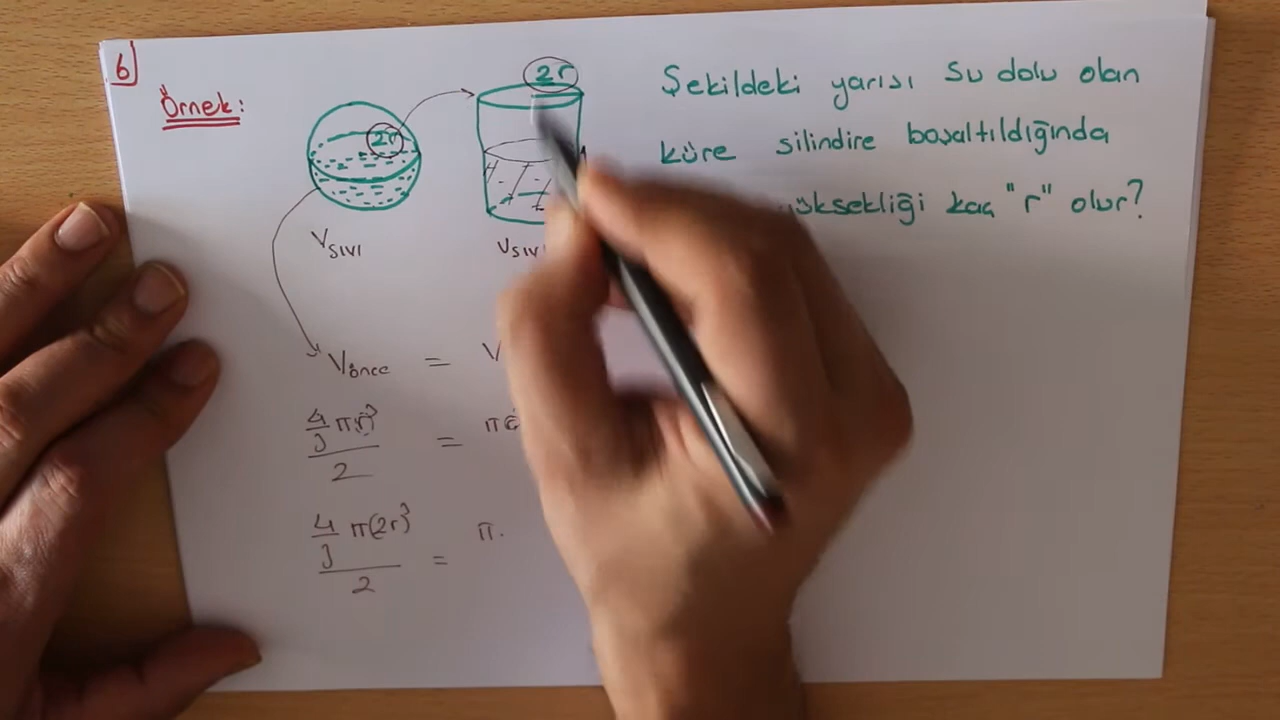 6
Örnek:
2r
2r
Şekildeki yarısı su dolu olan
küre silindire boşaltıldığında
yüksekliği kaç "r" olur?
Vsıvı
Vsıvı
Vönce = V
4/3 πr³ / 2 = π
4/3 π(2r)³ / 2 = π.